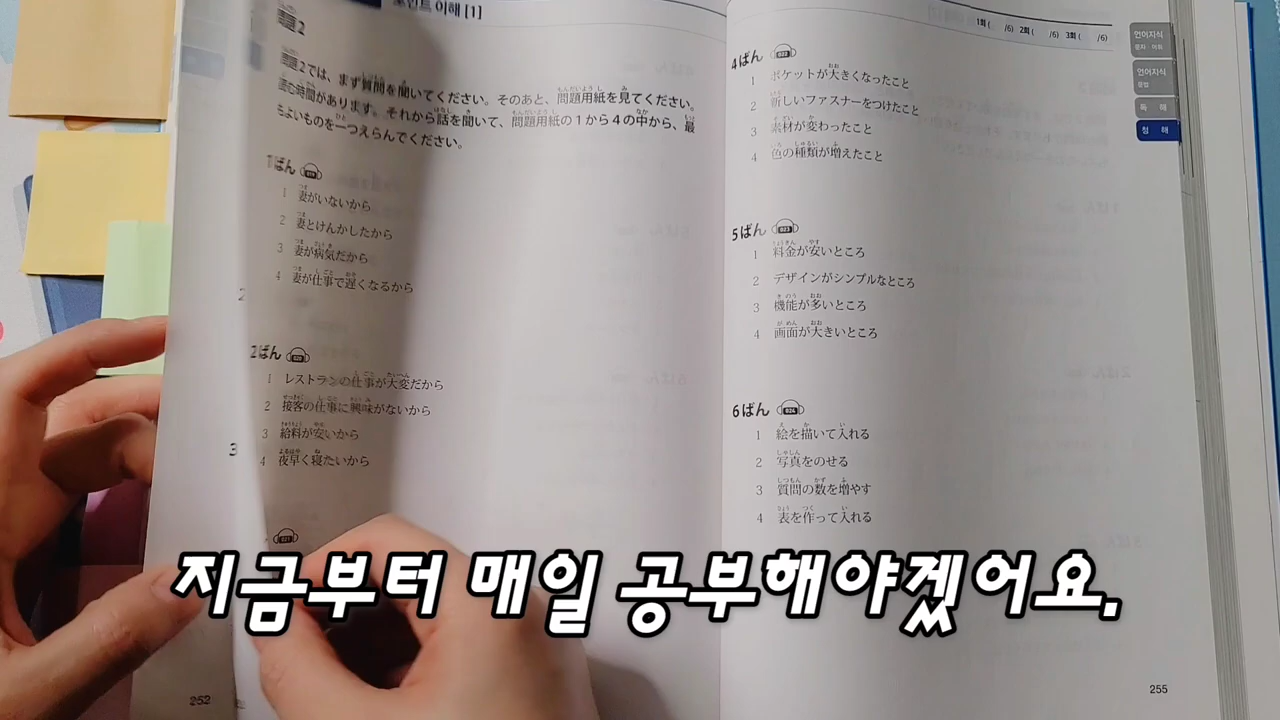 포인트 이해 [1]
問題2
問題2では、まず質問を聞いてください。そのあと、問題用紙を見てください。
読む時間があります。それから話を聞いて、問題用紙の1から4の中から、最
もよいものを一つえらんでください。
1ばん
1 妻がいないから
2 妻とけんかしたから
3 妻が病気だから
4 妻が仕事で遅くなるから
2ばん
1 レストランの仕事が大変だから
2 接客の仕事に興味がないから
3 給料が安いから
4 夜早く寝たいから
021
252
1회 ( /6) 2회 ( /6) 3회 ( /6)
4ばん 022
1 ポケットが大きくなったこと
2 新しいファスナーをつけたこと
3 素材が変わったこと
4 色の種類が増えたこと
5ばん 023
1 料金が安いところ
2 デザインがシンプルなところ
3 機能が多いところ
4 画面が大きいところ
6ばん 024
1 絵を描いて入れる
2 写真をのせる
3 質問の数を増やす
4 表を作って入れる
255
언어지식
문자·어휘
언어지식
문법
독 해
청 해
지금부터 매일 공부해야겠어요.